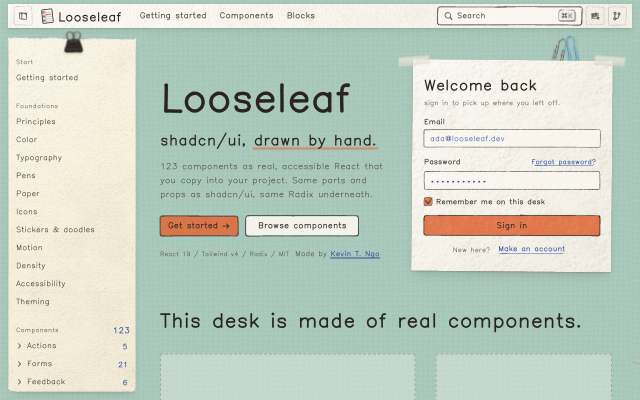 Looseleaf
Getting started
Components
Blocks
Search
⌘K
Start
Getting started
Foundations
Principles
Color
Typography
Pens
Paper
Icons
Stickers & doodles
Motion
Density
Accessibility
Theming
Components 123
Actions 5
Forms 21
Feedback 6
Looseleaf
shadcn/ui, drawn by hand.
123 components as real, accessible React that
you copy into your project. Same parts and
props as shadcn/ui, same Radix underneath.
Get started →
Browse components
React 19 / Tailwind v4 / Radix / MIT Made by Kevin T. Ngo
Welcome back
sign in to pick up where you left off.
Email
ada@looseleaf.dev
Password
Forgot password?
Remember me on this desk
Sign in
New here? Make an account
This desk is made of real components.